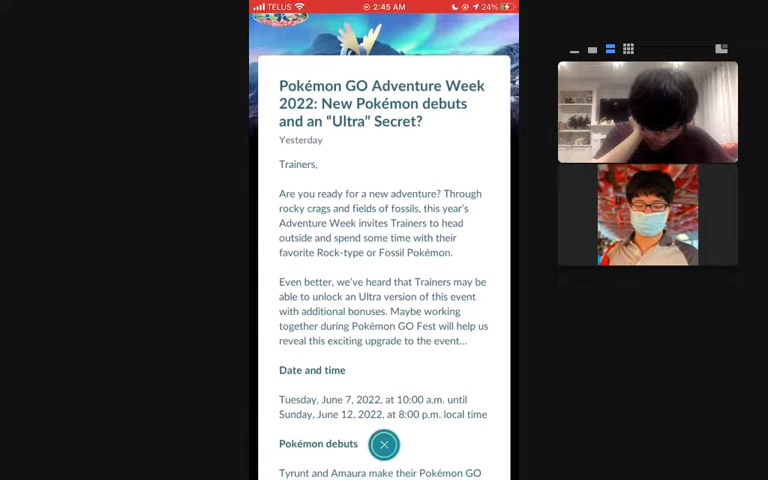 TELUS
2:45 AM
24%
Pokémon GO Adventure Week
2022: New Pokémon debuts
and an “Ultra” Secret?
Yesterday
Trainers,
Are you ready for a new adventure? Through
rocky crags and fields of fossils, this year’s
Adventure Week invites Trainers to head
outside and spend some time with their
favorite Rock-type or Fossil Pokémon.
Even better, we’ve heard that Trainers may be
able to unlock an Ultra version of this event
with additional bonuses. Maybe working
together during Pokémon GO Fest will help us
reveal this exciting upgrade to the event...
Date and time
Tuesday, June 7, 2022, at 10:00 a.m. until
Sunday, June 12, 2022, at 8:00 p.m. local time
Pokémon debuts
Tyrunt and Amaura make their Pokémon GO